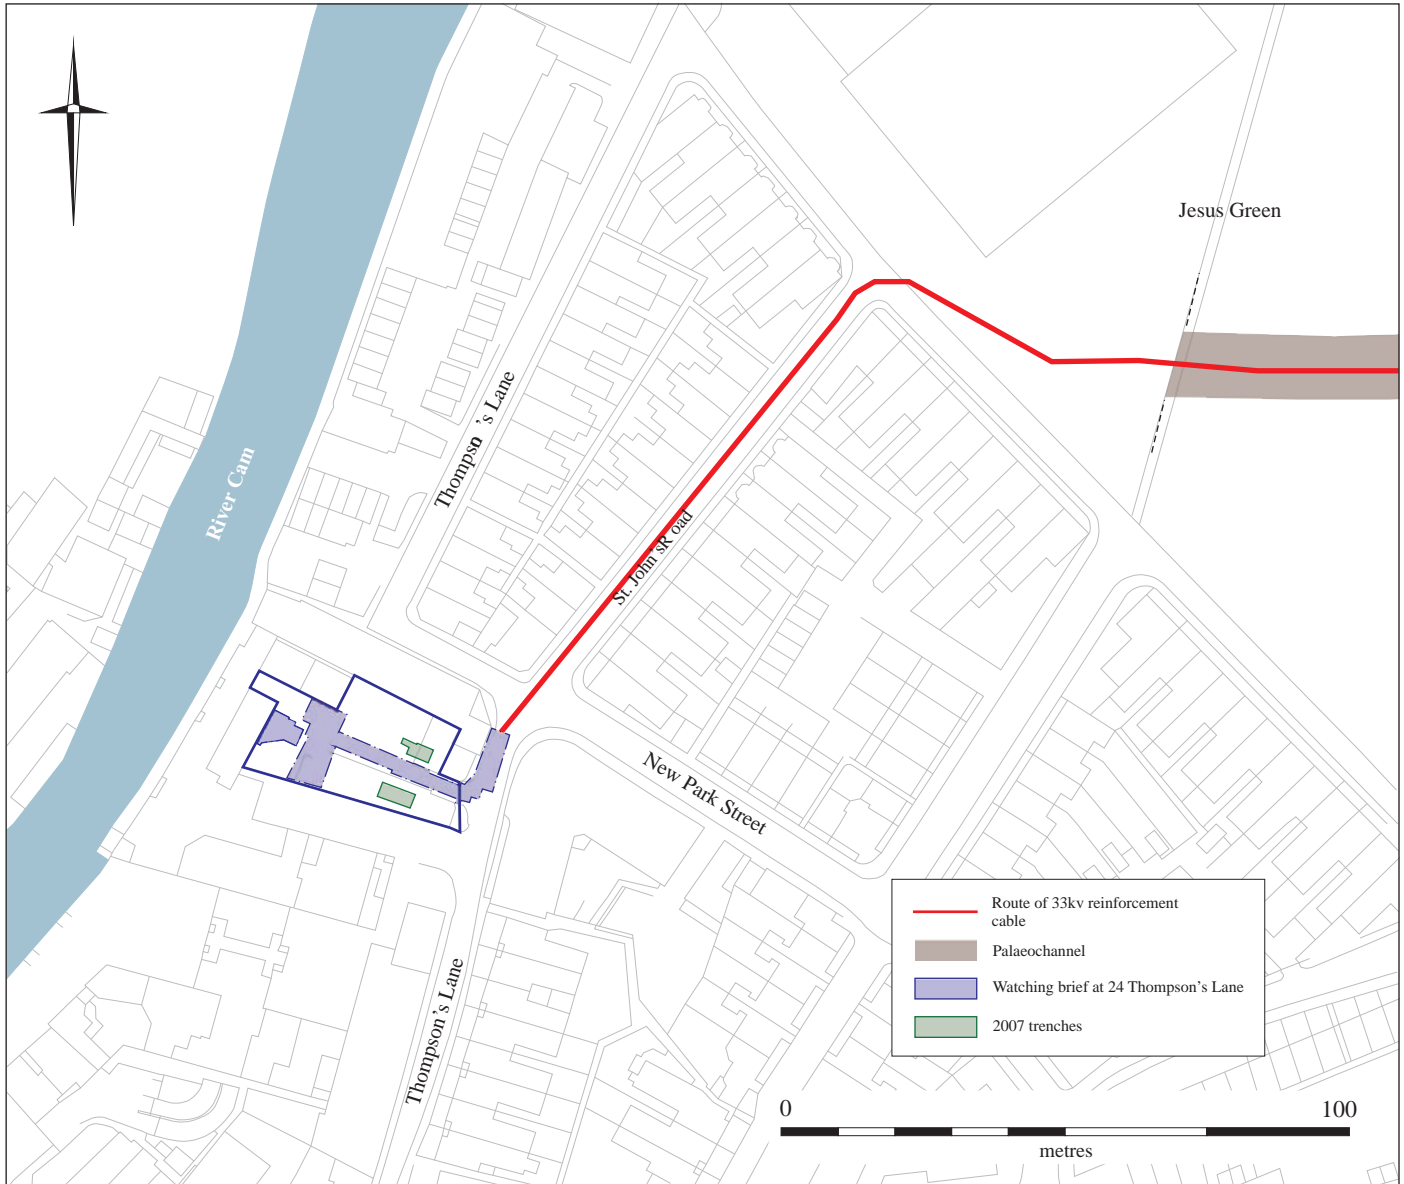 Jesus Green
Thompson 's Lane
River Cam
St. John'sR oad
New Park Street
Thompson's Lane
Route of 33kv reinforcement
cable
Palaeochannel
Watching brief at 24 Thompson's Lane
2007 trenches
0 100
metres